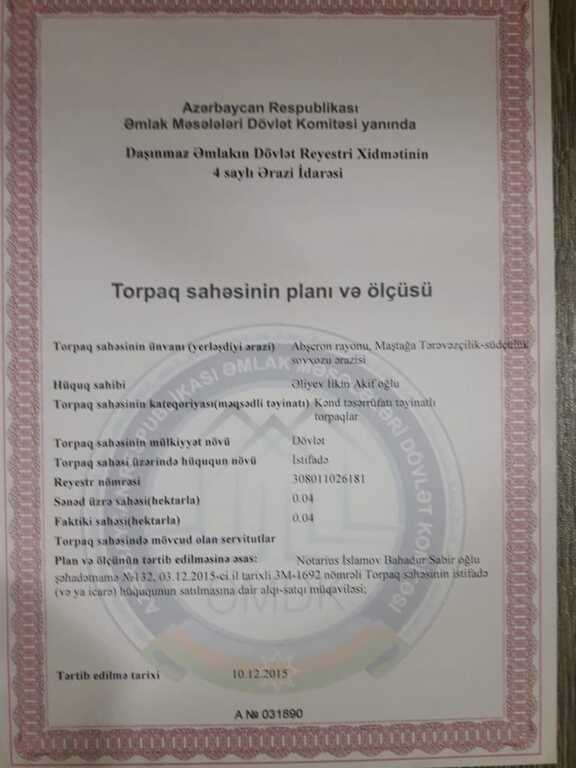 Azərbaycan Respublikası
Əmlak Məsələləri Dövlət Komitəsi yanında
Daşınmaz Əmlakın Dövlət Reyestri Xidmətinin
4 saylı Ərazi İdarəsi
Torpaq sahəsinin planı və ölçüsü
Torpaq sahəsinin ünvanı (yerləşdiyi ərazi) Abşeron rayonu, Maştağa Tərəvəzçilik-südçülük
sovxozu ərazisi
Hüquq sahibi Əliyev İlkin Akif oğlu
Torpaq sahəsinin kateqoriyası(məqsədli təyinatı) Kənd təsərrüfatı təyinatlı
torpaqlar
Torpaq sahəsinin mülkiyyət növü Dövlət
Torpaq sahəsi üzərində hüququn növü İstifadə
Reyestr nömrəsi 308011026181
Sənəd üzrə sahəsi(hektarla) 0.04
Faktiki sahəsi(hektarla) 0.04
Torpaq sahəsində mövcud olan servitutlar
Plan və ölçünün tərtib edilməsinə əsas: Notarius İslamov Bahadur Sabir oğlu
şəhadətnamə №132, 03.12.2015-ci il tarixli 3M-1692 nömrəli Torpaq sahəsinin istifadə
(və ya icarə) hüququnun satılmasına dair alqı-satqı müqaviləsi;
Tərtib edilmə tarixi 10.12.2015
A № 031890